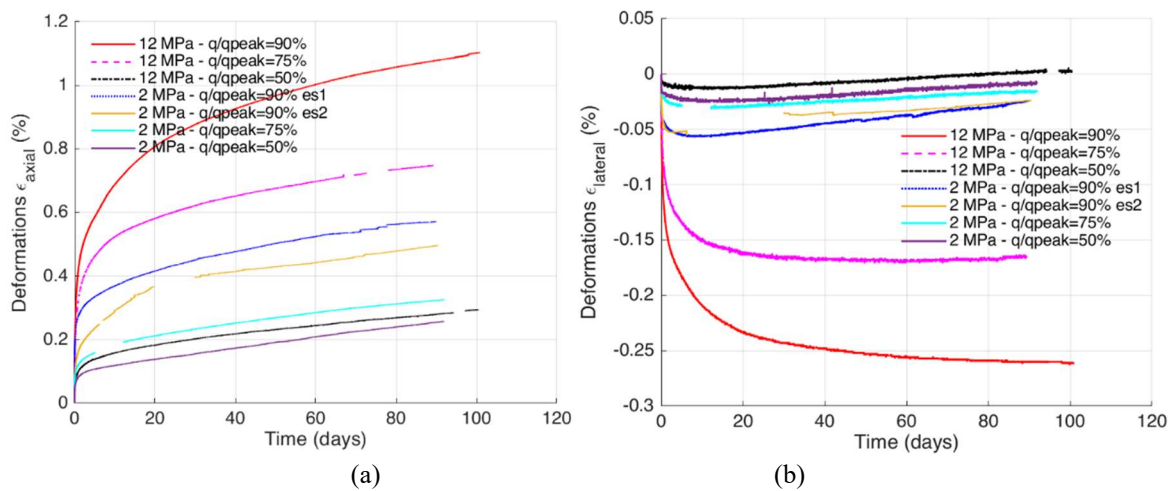 1.2
1
0.8
0.6
0.4
0.2
0
Deformations ϵaxial (%)
12 MPa - q/qpeak=90%
12 MPa - q/qpeak=75%
12 MPa - q/qpeak=50%
2 MPa - q/qpeak=90% es1
2 MPa - q/qpeak=90% es2
2 MPa - q/qpeak=75%
2 MPa - q/qpeak=50%
0 20 40 60 80 100 120
Time (days)
(a)
0.05
0
-0.05
-0.1
-0.15
-0.2
-0.25
-0.3
Deformations ϵlateral (%)
12 MPa - q/qpeak=90%
12 MPa - q/qpeak=75%
12 MPa - q/qpeak=50%
2 MPa - q/qpeak=90% es1
2 MPa - q/qpeak=90% es2
2 MPa - q/qpeak=75%
2 MPa - q/qpeak=50%
0 20 40 60 80 100 120
Time (days)
(b)